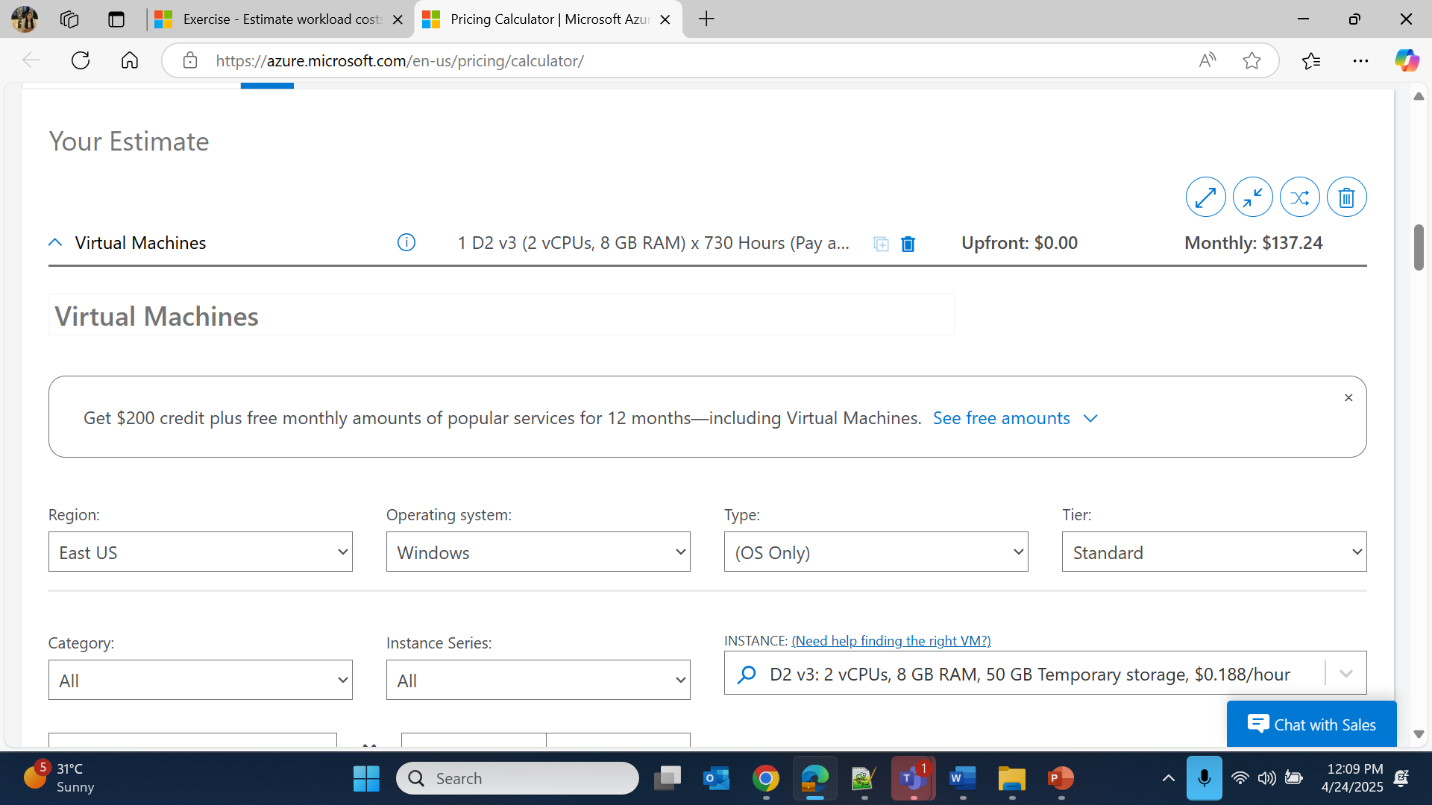 Exercise - Estimate workload costs
Pricing Calculator | Microsoft Azu
https://azure.microsoft.com/en-us/pricing/calculator/
Your Estimate
Virtual Machines
1 D2 v3 (2 vCPUs, 8 GB RAM) x 730 Hours (Pay a...
Upfront: $0.00
Monthly: $137.24
Virtual Machines
Get $200 credit plus free monthly amounts of popular services for 12 months—including Virtual Machines. See free amounts
Region:
Operating system:
Type:
Tier:
East US
Windows
(OS Only)
Standard
Category:
Instance Series:
INSTANCE: (Need help finding the right VM?)
All
All
D2 v3: 2 vCPUs, 8 GB RAM, 50 GB Temporary storage, $0.188/hour
Chat with Sales
5
31°C
Sunny
Search
1
12:09 PM
4/24/2025